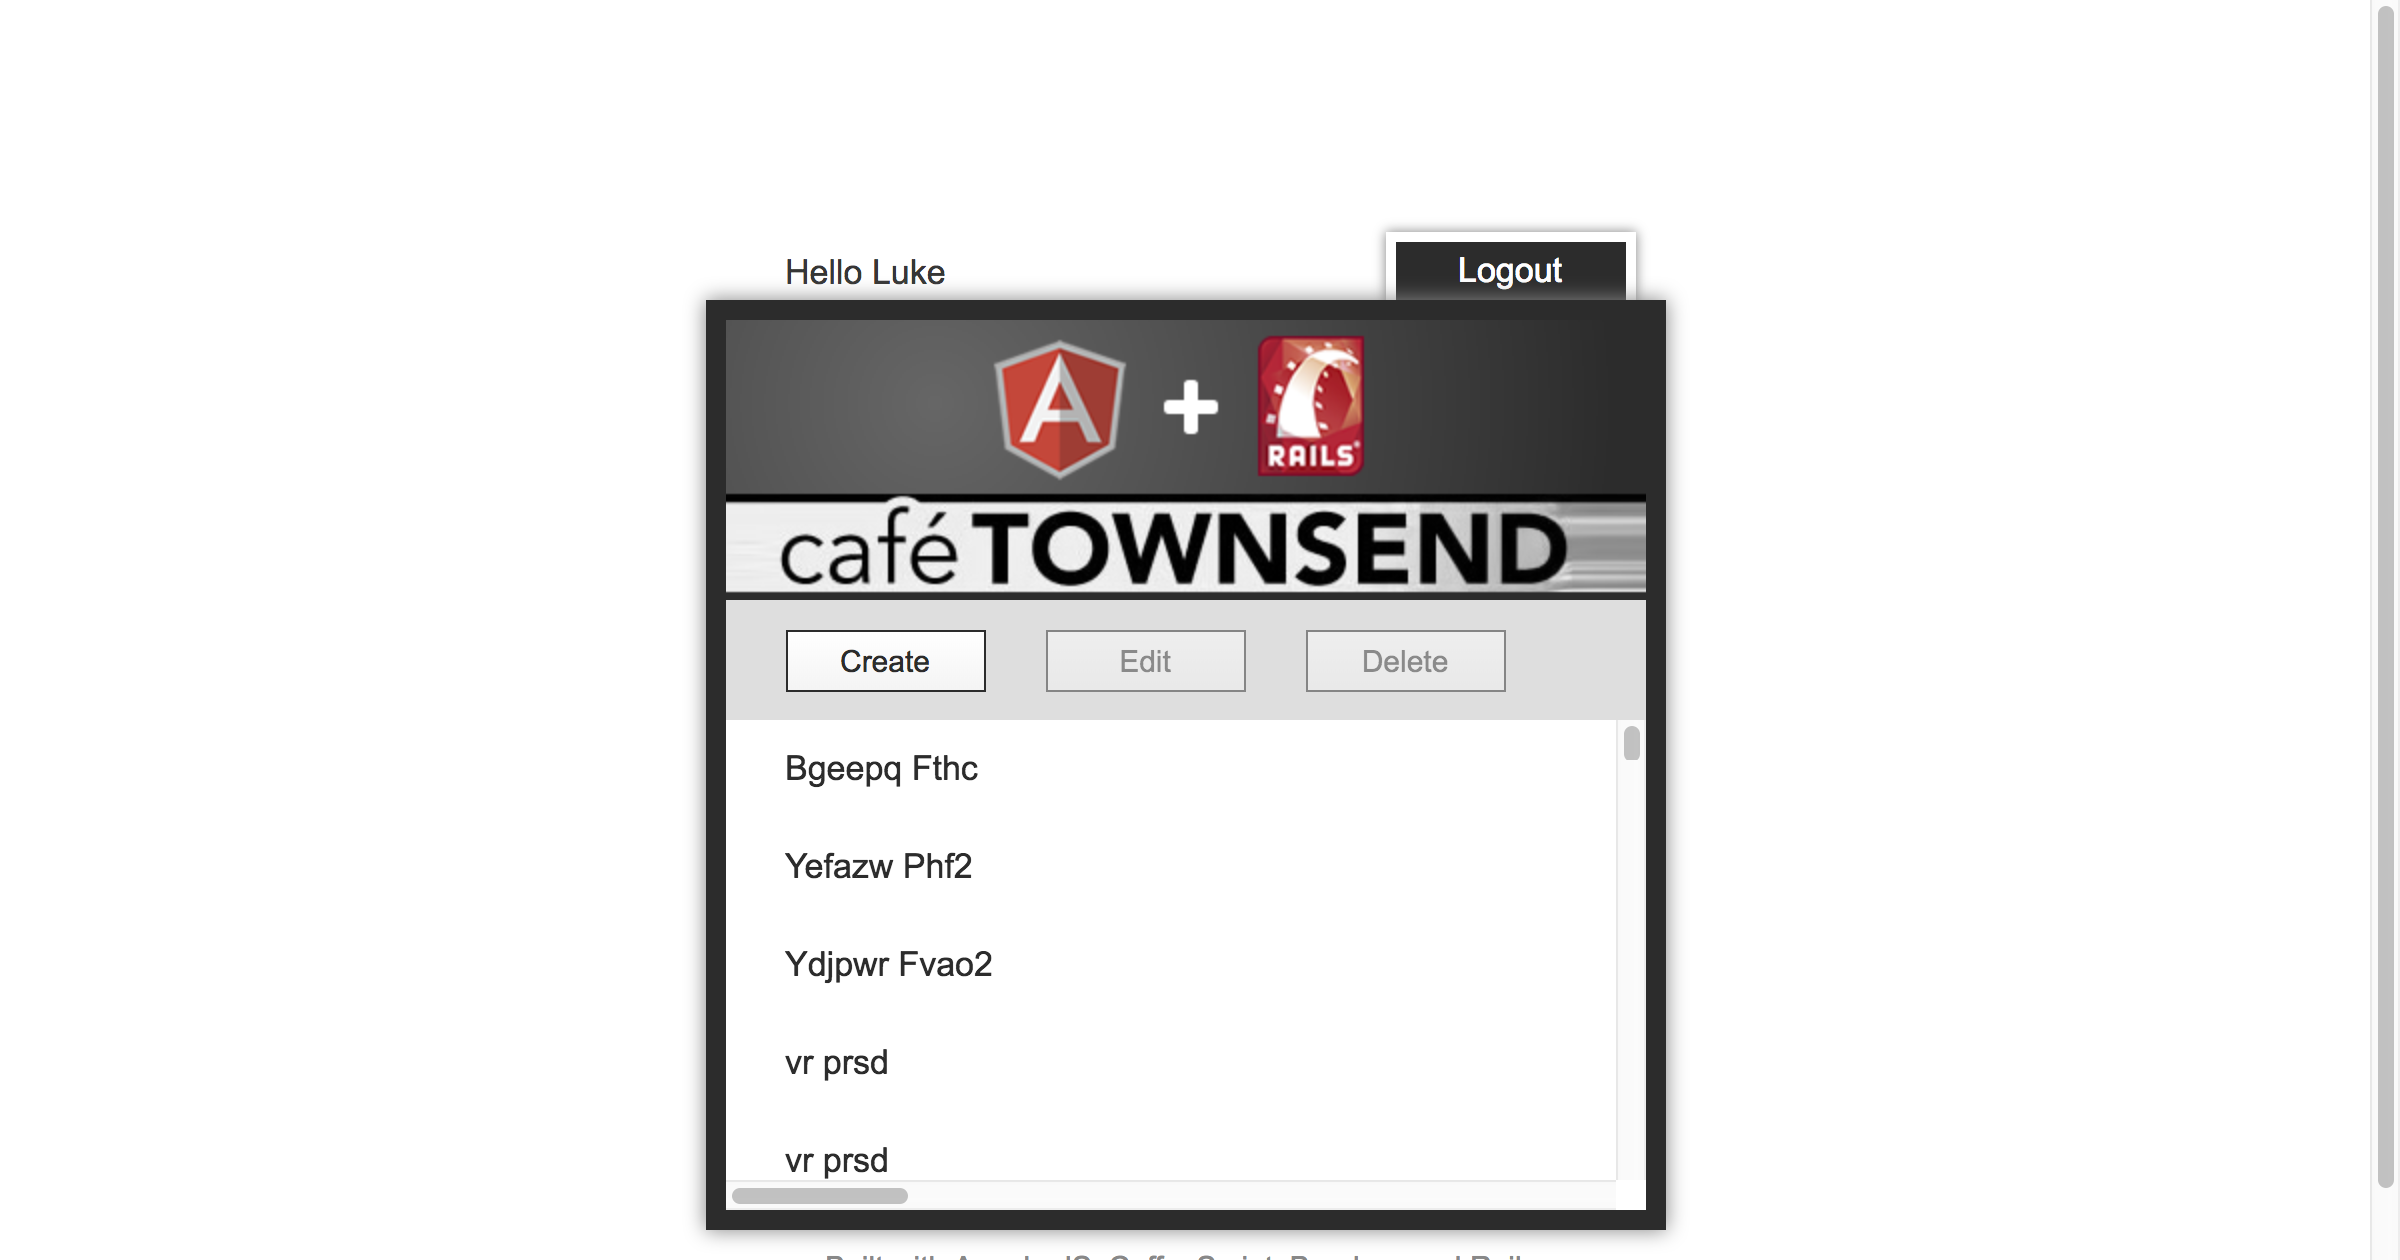 Hello Luke
Logout
RAILS
café TOWNSEND
Create
Edit
Delete
Bgeepq Fthc
Yefazw Phf2
Ydjpwr Fvao2
vr prsd
vr prsd